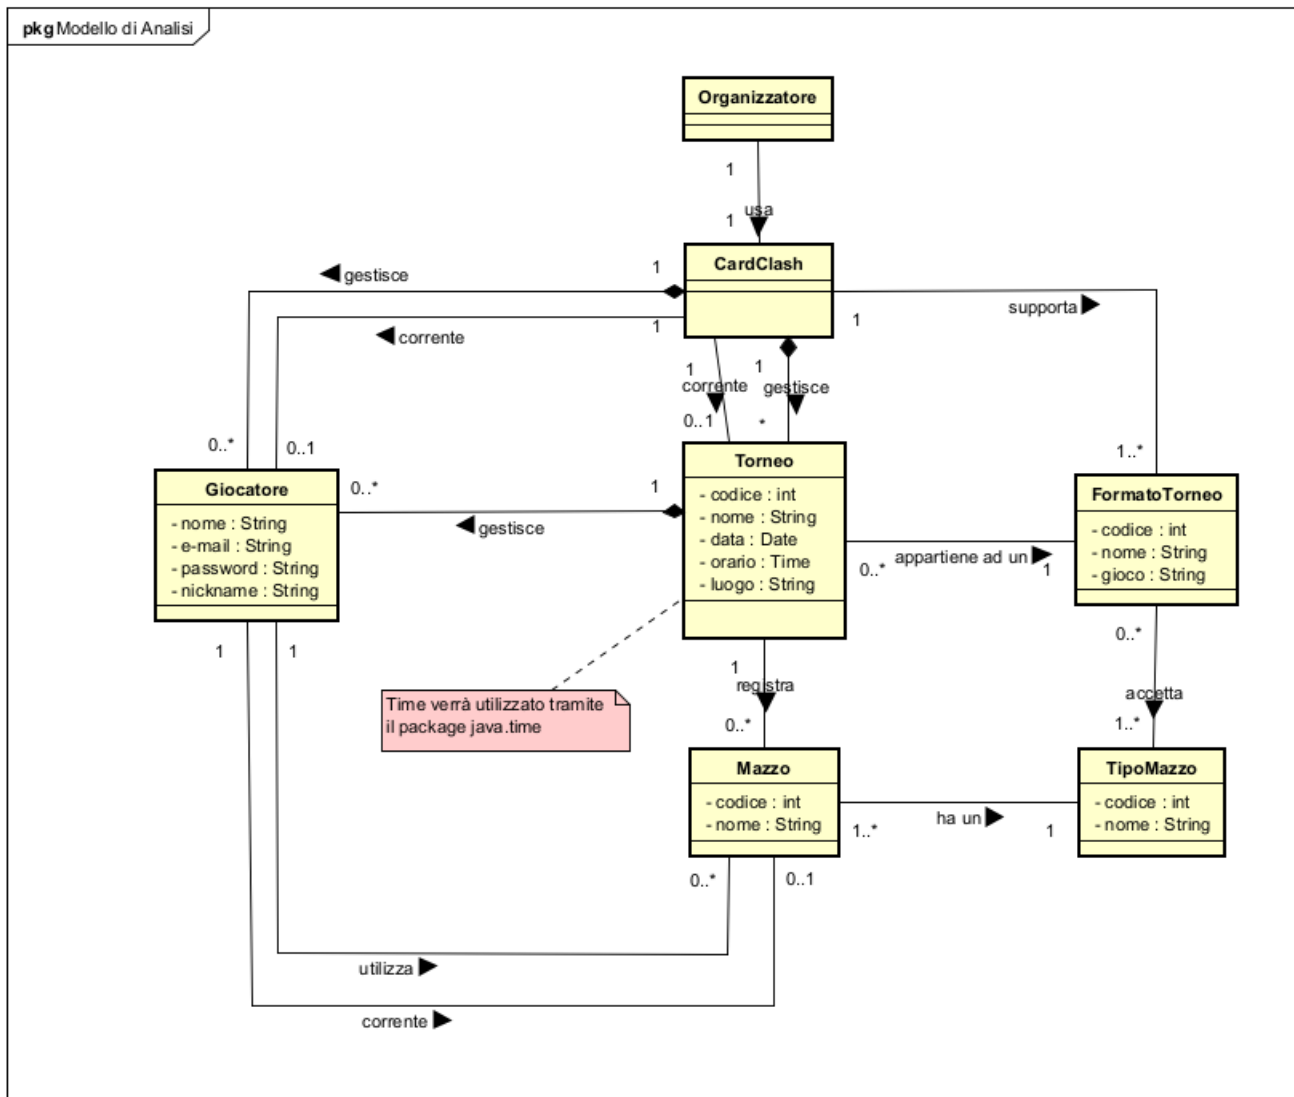 pkg Modello di Analisi
Organizzatore
1
usa
1
CardClash
gestisce
1
corrente
1
supporta
1
1
corrente
0..1
1
gestisce
*
0..*
0..1
1..*
Giocatore
- nome : String
- e-mail : String
- password : String
- nickname : String
0..*
1
gestisce
Torneo
- codice : int
- nome : String
- data : Date
- orario : Time
- luogo : String
0..*
appartiene ad un
1
FormatoTorneo
- codice : int
- nome : String
- gioco : String
1
1
Time verrà utilizzato tramite
il package java.time
1
registra
0..*
0..*
accetta
1..*
Mazzo
- codice : int
- nome : String
1..*
ha un
1
TipoMazzo
- codice : int
- nome : String
0..*
0..1
utilizza
corrente